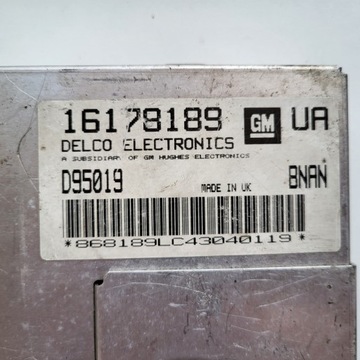 16178189 GM UA
DELCO ELECTRONICS
A SUBSIDIARY OF GM HUGHES ELECTRONICS
D95019 MADE IN UK BNAN
*868189LC43040119*